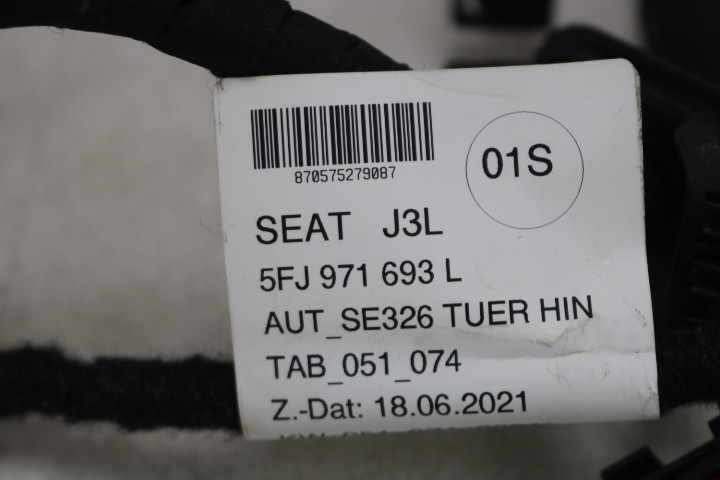 870575279087
01S
SEAT J3L
5FJ 971 693 L
AUT_SE326 TUER HIN
TAB_051_074
Z.-Dat: 18.06.2021